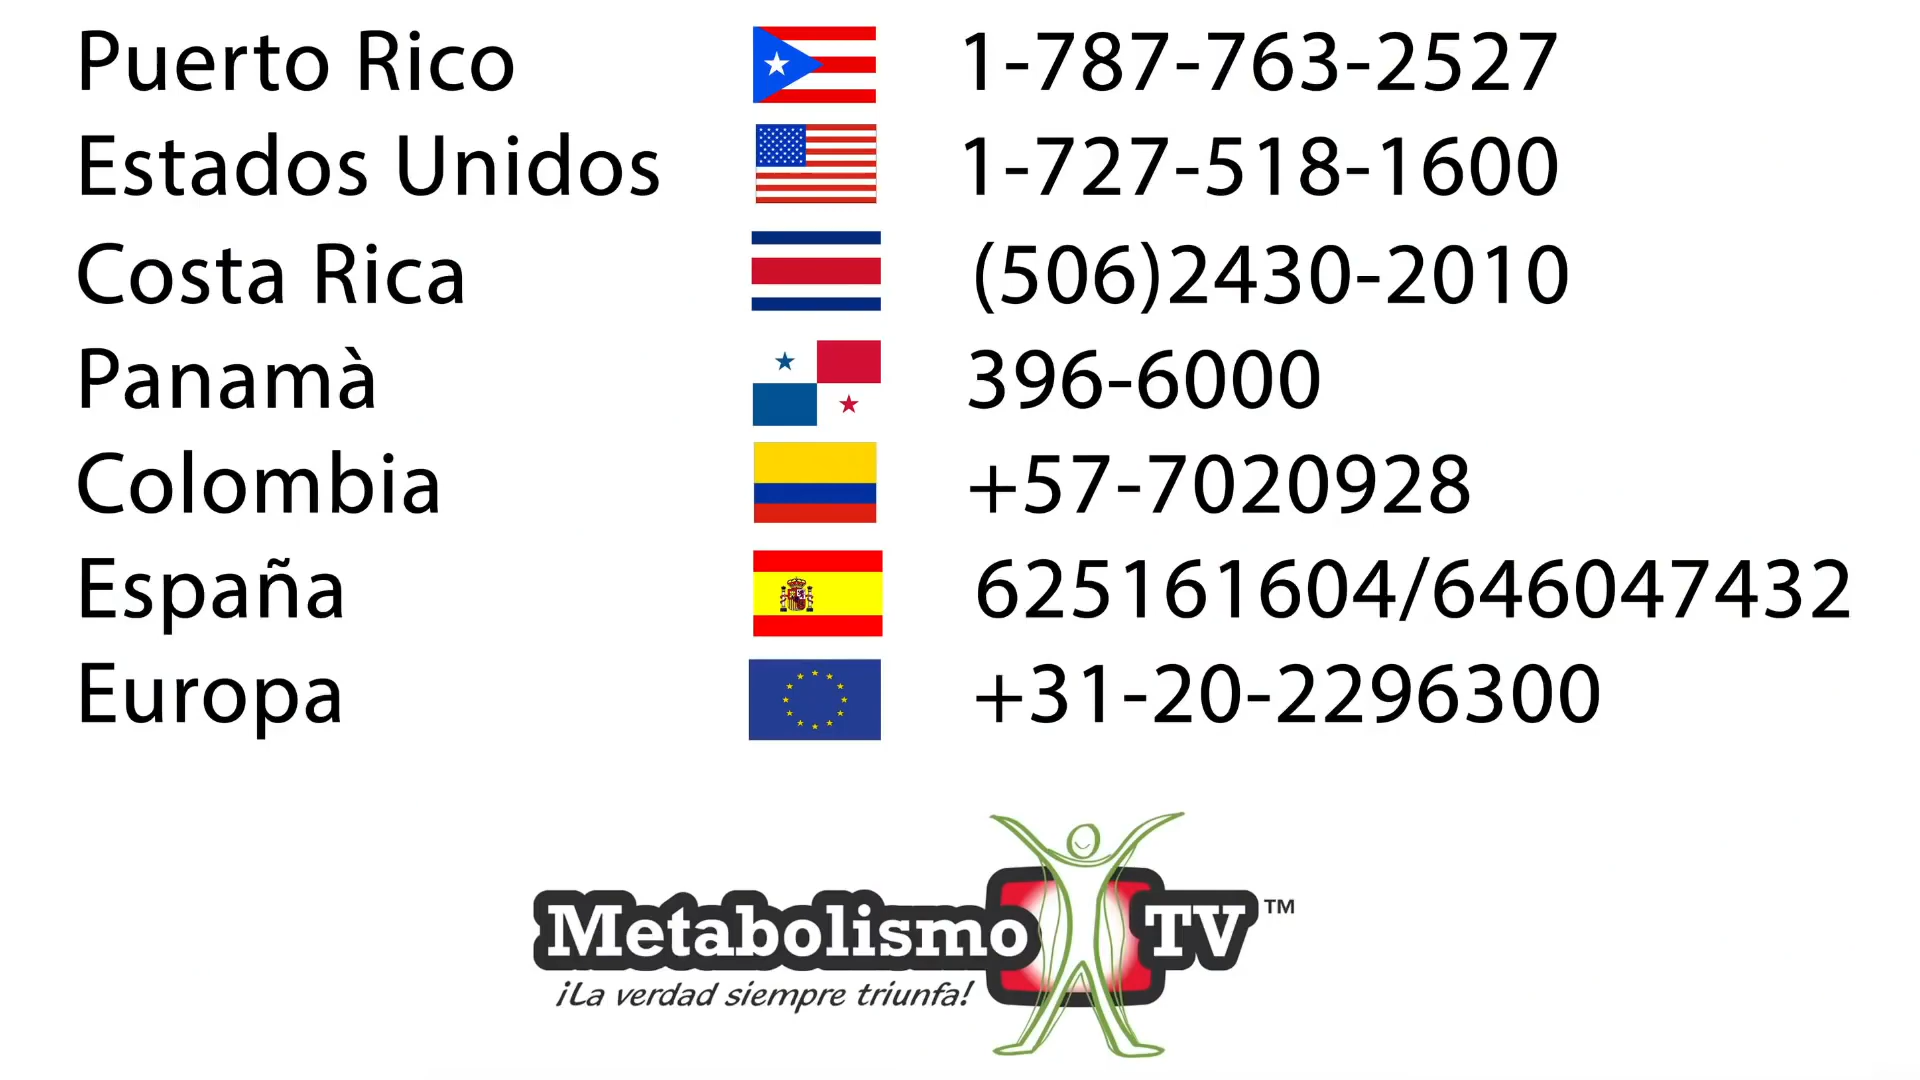 Puerto Rico 1-787-763-2527
Estados Unidos 1-727-518-1600
Costa Rica (506)2430-2010
Panamà 396-6000
Colombia +57-7020928
España 625161604/646047432
Europa +31-20-2296300
Metabolismo TV™
¡La verdad siempre triunfa!